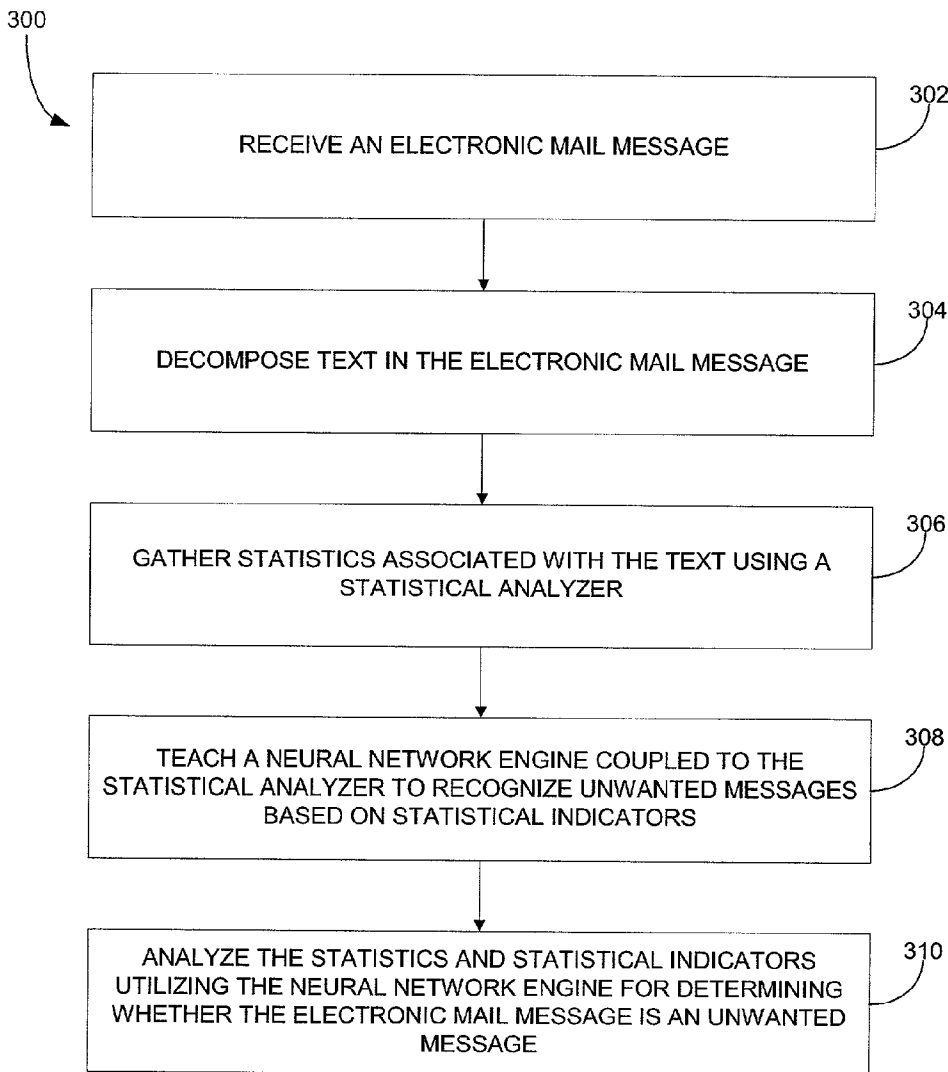 300
302
RECEIVE AN ELECTRONIC MAIL MESSAGE
304
DECOMPOSE TEXT IN THE ELECTRONIC MAIL MESSAGE
306
GATHER STATISTICS ASSOCIATED WITH THE TEXT USING A
STATISTICAL ANALYZER
308
TEACH A NEURAL NETWORK ENGINE COUPLED TO THE
STATISTICAL ANALYZER TO RECOGNIZE UNWANTED MESSAGES
BASED ON STATISTICAL INDICATORS
310
ANALYZE THE STATISTICS AND STATISTICAL INDICATORS
UTILIZING THE NEURAL NETWORK ENGINE FOR DETERMINING
WHETHER THE ELECTRONIC MAIL MESSAGE IS AN UNWANTED
MESSAGE